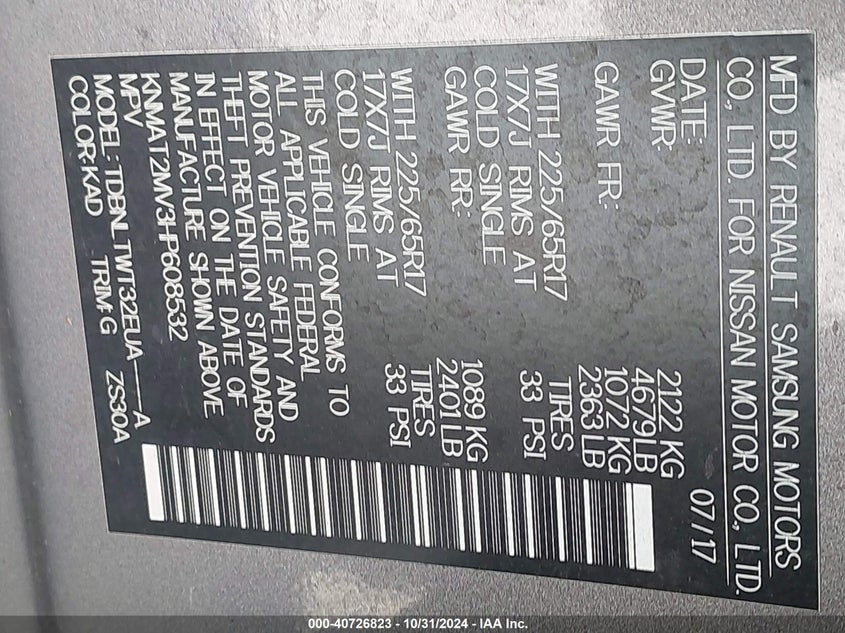 MFD BY RENAULT SAMSUNG MOTORS
CO., LTD. FOR NISSAN MOTOR CO., LTD.
DATE: 07/17
GVWR: 2122 KG
4679LB
GAWR FR: 1072 KG
2363 LB
WITH 225/65R17 TIRES
17X7J RIMS AT 33 PSI
COLD SINGLE
GAWR RR: 1089 KG
2401 LB
WITH 225/65R17 TIRES
17X7J RIMS AT 33 PSI
COLD SINGLE
THIS VEHICLE CONFORMS TO
ALL APPLICABLE FEDERAL
MOTOR VEHICLE SAFETY AND
THEFT PREVENTION STANDARDS
IN EFFECT ON THE DATE OF
MANUFACTURE SHOWN ABOVE
KNMAT2MV3HP608532
MPV
MODEL: TDBNLTWT32EUA----A
COLOR:KAD TRIM:G ZS30A
000-40726823 - 10/31/2024 - IAA Inc.